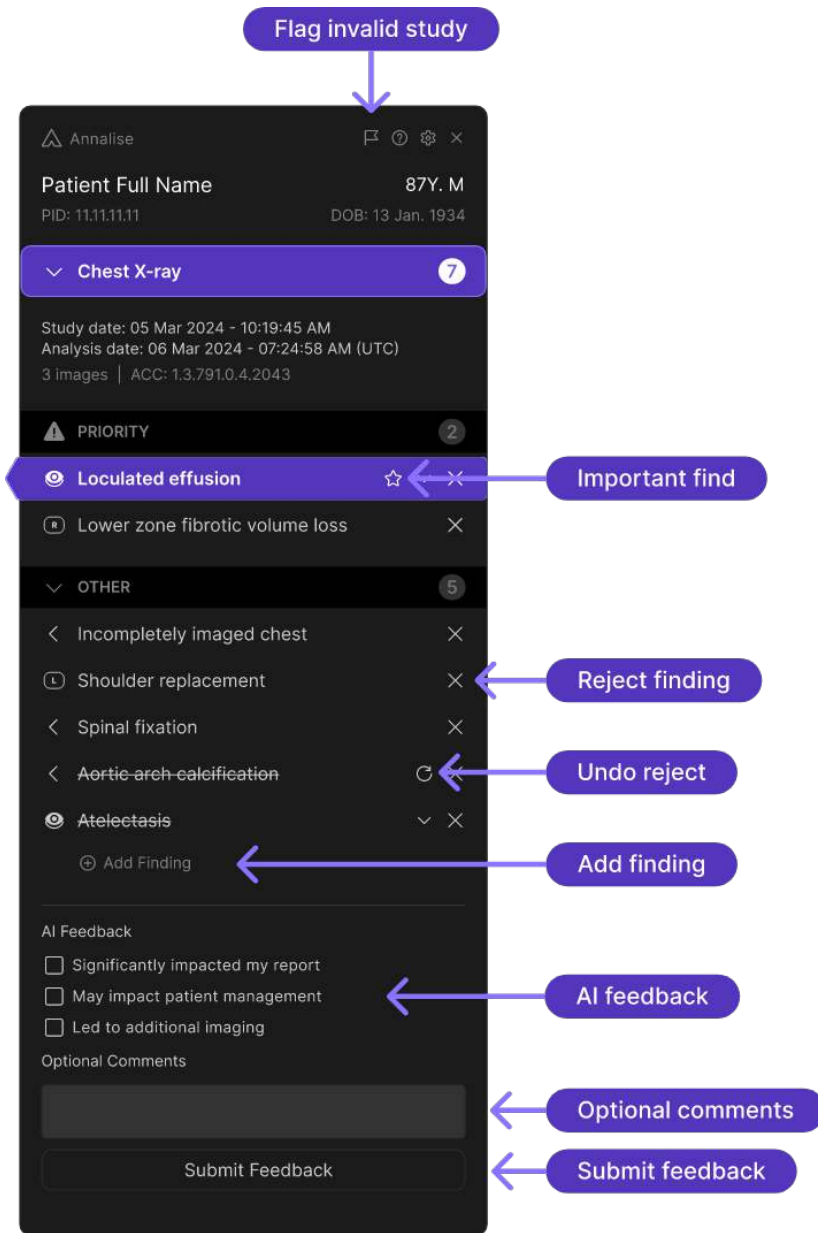 Flag invalid study
Annalise
Patient Full Name 87Y. M
PID: 11.11.11.11 DOB: 13 Jan. 1934
Chest X-ray 7
Study date: 05 Mar 2024 - 10:19:45 AM
Analysis date: 06 Mar 2024 - 07:24:58 AM (UTC)
3 images | ACC: 1.3.791.0.4.2043
PRIORITY 2
Loculated effusion
Important find
R Lower zone fibrotic volume loss
OTHER 5
Incompletely imaged chest
L Shoulder replacement
Reject finding
Spinal fixation
Aortic arch calcification
Undo reject
Atelectasis
Add Finding
Add finding
AI Feedback
Significantly impacted my report
May impact patient management
AI feedback
Led to additional imaging
Optional Comments
Optional comments
Submit Feedback
Submit feedback